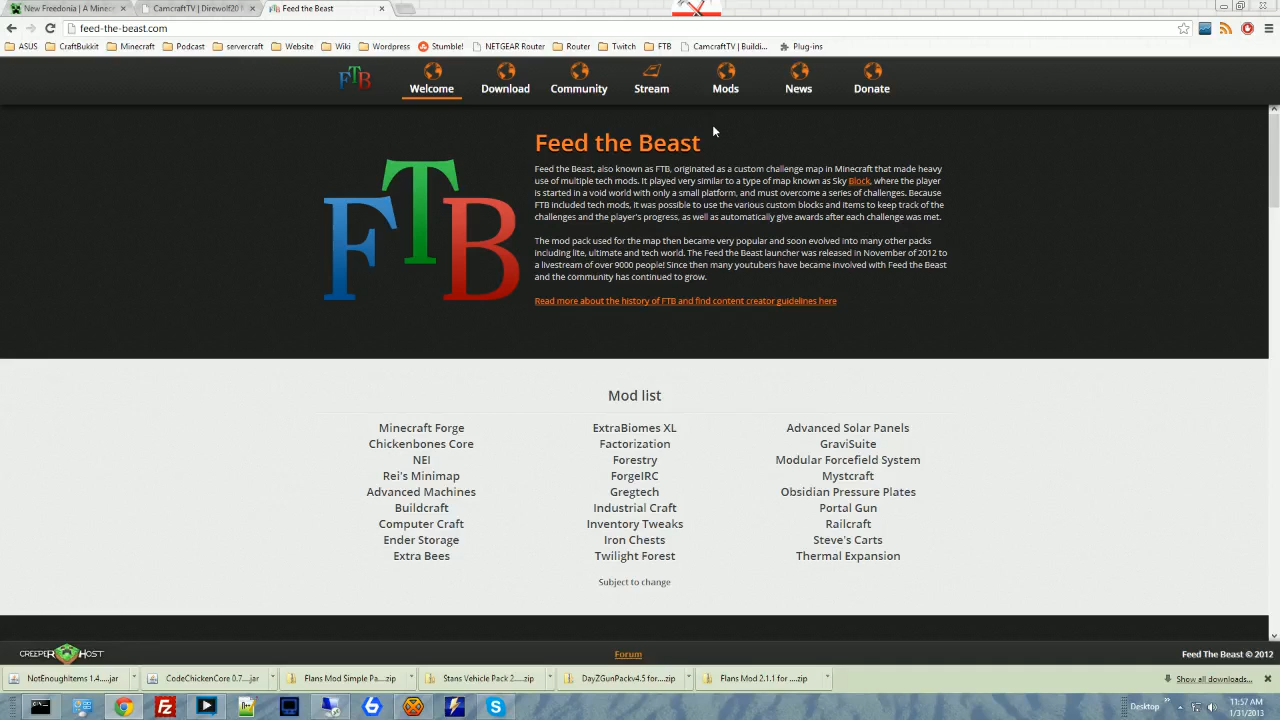 New Freedonia | A Minec
CamcraftTV | Direwolf20 M
Feed the Beast
feed-the-beast.com
ASUS
CraftBukkit
Minecraft
Podcast
servercraft
Website
Wiki
Wordpress
Stumble!
NETGEAR Router
Router
Twitch
FTB
CamcraftTV | Buildi...
Plug-ins
FTB
Welcome
Download
Community
Stream
Mods
News
Donate
FTB
Feed the Beast
Feed the Beast, also known as FTB, originated as a custom challenge map in Minecraft that made heavy
use of multiple tech mods. It played very similar to a type of map known as Sky Block, where the player
is started in a void world with only a small platform, and must overcome a series of challenges. Because
FTB included tech mods, it was possible to use the various custom blocks and items to keep track of the
challenges and the player's progress, as well as automatically give awards after each challenge was met.
The mod pack used for the map then became very popular and soon evolved into many other packs
including lite, ultimate and tech world. The Feed the Beast launcher was released in November of 2012 to
a livestream of over 9000 people! Since then many youtubers have became involved with Feed the Beast
and the community has continued to grow.
Read more about the history of FTB and find content creator guidelines here
Mod list
Minecraft Forge
Chickenbones Core
NEI
Rei's Minimap
Advanced Machines
Buildcraft
Computer Craft
Ender Storage
Extra Bees
ExtraBiomes XL
Factorization
Forestry
ForgeIRC
Gregtech
Industrial Craft
Inventory Tweaks
Iron Chests
Twilight Forest
Advanced Solar Panels
GraviSuite
Modular Forcefield System
Mystcraft
Obsidian Pressure Plates
Portal Gun
Railcraft
Steve's Carts
Thermal Expansion
Subject to change
CREEPER HOST
Forum
Feed The Beast © 2012
NotEnoughItems 1.4....jar
CodeChickenCore 0.7....jar
Flans Mod Simple Pa....zip
Stans Vehicle Pack 2....zip
DayZGunPackv4.5 for....zip
Flans Mod 2.1.1 for ....zip
Show all downloads...
Desktop
11:57 AM
1/31/2013